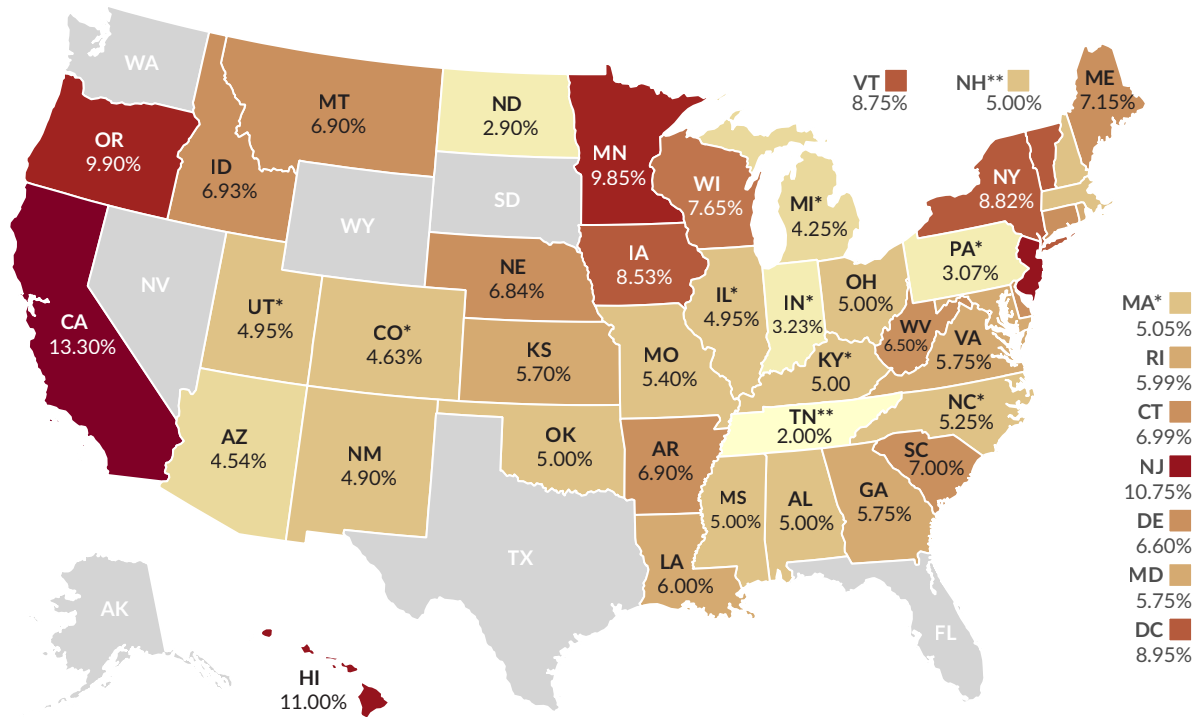 WA
VT
8.75%
NH**
5.00%
ME
7.15%
MT
6.90%
ND
2.90%
OR
9.90%
ID
6.93%
MN
9.85%
WI
7.65%
NY
8.82%
SD
MI*
4.25%
WY
IA
8.53%
PA*
3.07%
NE
6.84%
NV
UT*
4.95%
CO*
4.63%
IL*
4.95%
IN*
3.23%
OH
5.00%
MA*
5.05%
CA
13.30%
WV
6.50%
VA
5.75%
KS
5.70%
MO
5.40%
KY*
5.00
RI
5.99%
NC*
5.25%
CT
6.99%
TN**
2.00%
AZ
4.54%
NM
4.90%
OK
5.00%
AR
6.90%
SC
7.00%
NJ
10.75%
MS
5.00%
AL
5.00%
GA
5.75%
DE
6.60%
TX
LA
6.00%
MD
5.75%
AK
FL
DC
8.95%
HI
11.00%